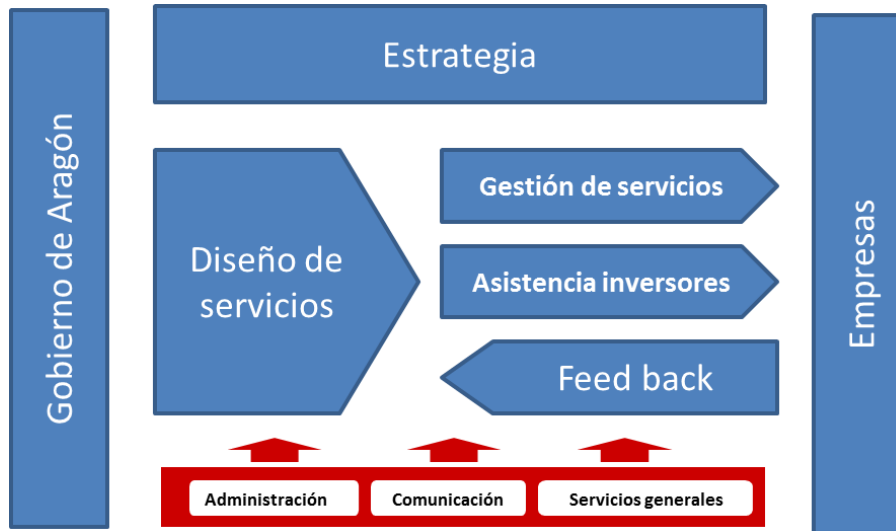 Estrategia
Gobierno de Aragón
Diseño de
servicios
Gestión de servicios
Asistencia inversores
Feed back
Empresas
Administración
Comunicación
Servicios generales